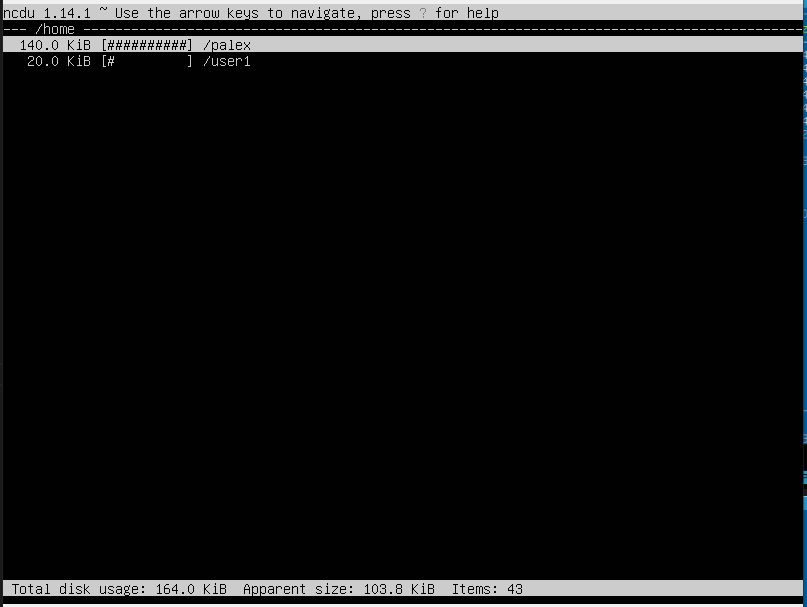 ncdu 1.14.1 ~ Use the arrow keys to navigate, press ? for help
--- /home ------------------------------------------------------------------------------------------
140.0 KiB [##########] /palex
20.0 KiB [#         ] /user1
Total disk usage: 164.0 KiB  Apparent size: 103.8 KiB  Items: 43